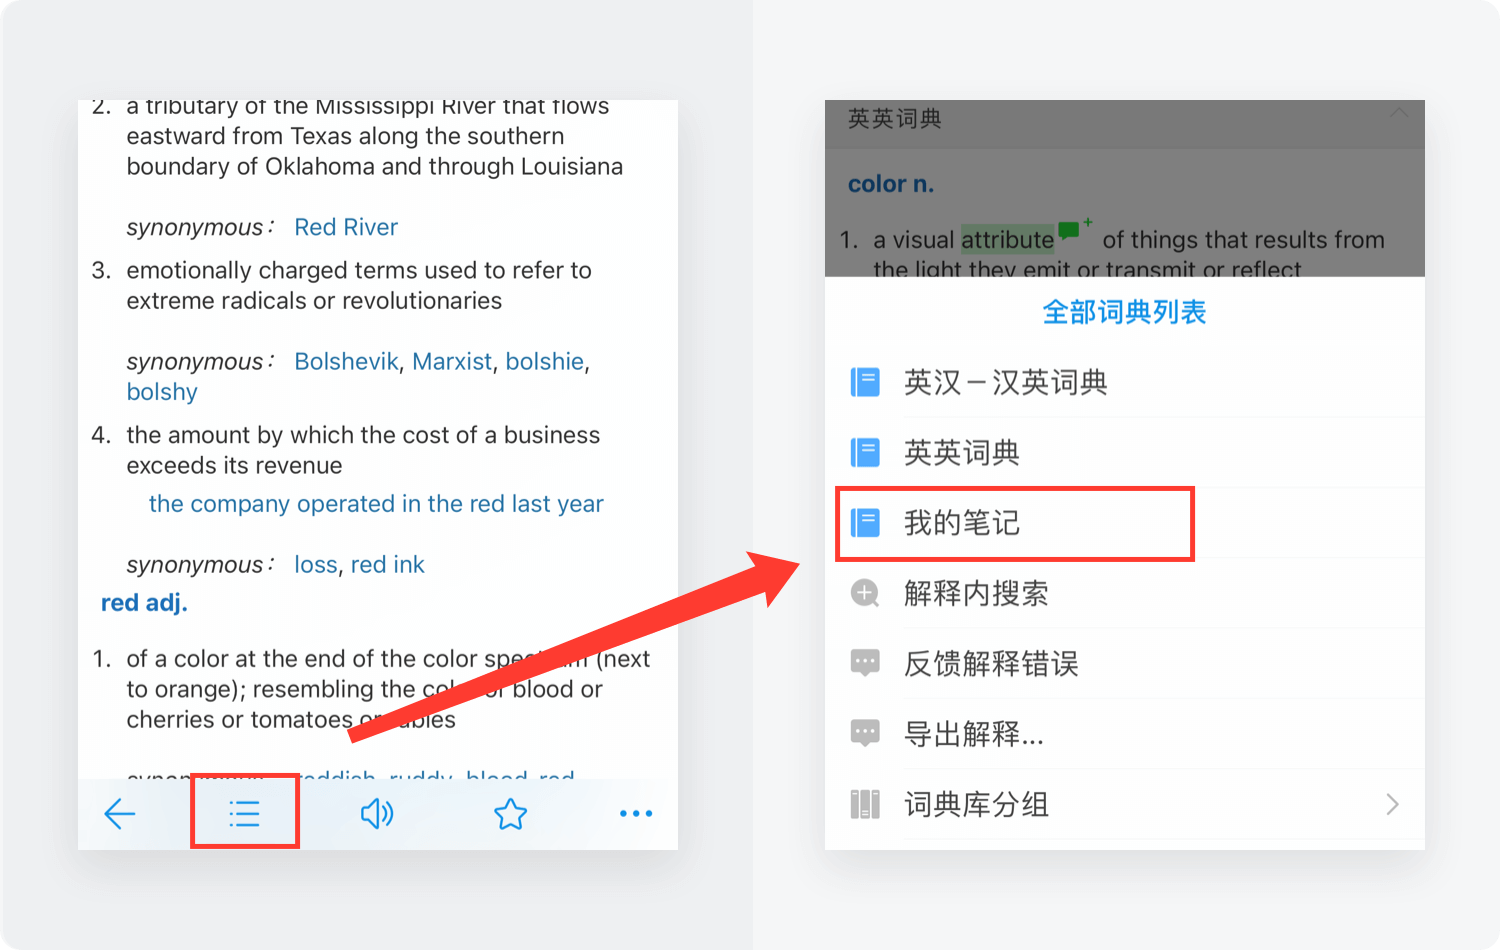 2. a tributary of the Mississippi River that flows
eastward from Texas along the southern
boundary of Oklahoma and through Louisiana
synonymous： Red River
3. emotionally charged terms used to refer to
extreme radicals or revolutionaries
synonymous： Bolshevik, Marxist, bolshie,
bolshy
4. the amount by which the cost of a business
exceeds its revenue
the company operated in the red last year
synonymous： loss, red ink
red adj.
1. of a color at the end of the color spectrum (next
to orange); resembling the color of blood or
cherries or tomatoes or rubies
reddish, ruddy, blood-red
英英词典
color n.
1. a visual attribute of things that results from
the light they emit or transmit or reflect
全部词典列表
英汉－汉英词典
英英词典
我的笔记
解释内搜索
反馈解释错误
导出解释...
词典库分组